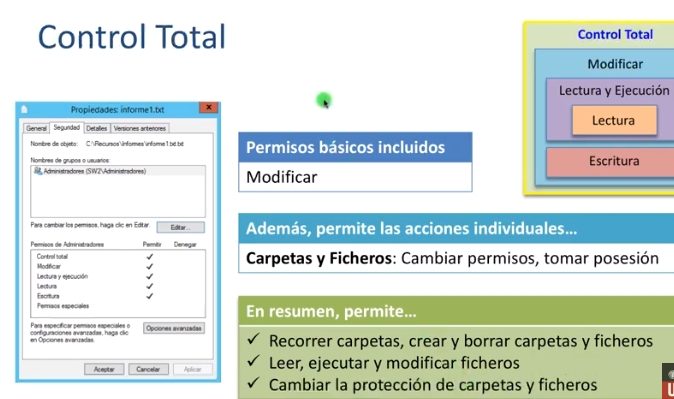 Control Total
Control Total
Modificar
Lectura y Ejecución
Lectura
Escritura
Propiedades: informe1.txt
General Seguridad Detalles Versiones anteriores
Nombre de objeto: C:\Recursos\Informes\informe1.txt.txt
Nombres de grupos o usuarios:
Administradores (SW2\Administradores)
Para cambiar los permisos, haga clic en Editar.
Editar...
Permisos de Administradores Permitir Denegar
Control total
Modificar
Lectura y ejecución
Lectura
Escritura
Permisos especiales
Para especificar permisos especiales o
configuraciones avanzadas, haga clic
en Opciones avanzadas.
Opciones avanzadas
Aceptar Cancelar Aplicar
Permisos básicos incluidos
Modificar
Además, permite las acciones individuales...
Carpetas y Ficheros: Cambiar permisos, tomar posesión
En resumen, permite...
✓ Recorrer carpetas, crear y borrar carpetas y ficheros
✓ Leer, ejecutar y modificar ficheros
✓ Cambiar la protección de carpetas y ficheros